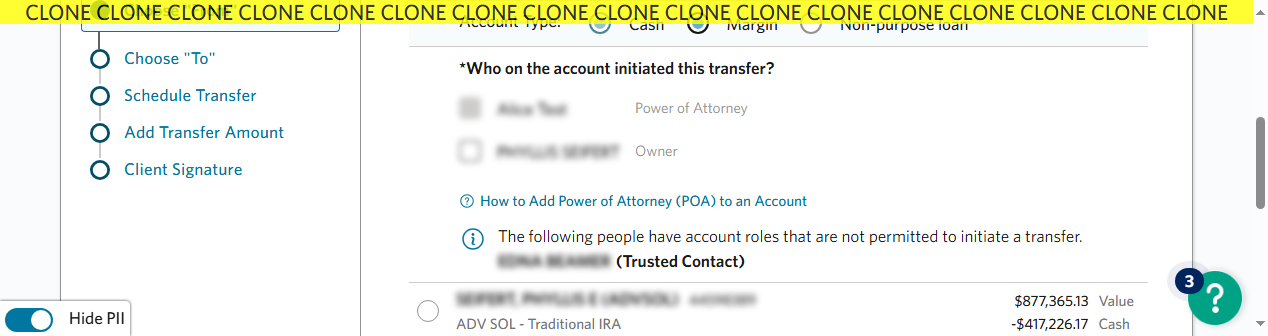 CLONE CLONE CLONE CLONE CLONE CLONE CLONE CLONE CLONE CLONE CLONE CLONE CLONE CLONE CLONE CLONE CLONE
Account Type: Cash Margin Non-purpose loan
Choose "To"
Schedule Transfer
Add Transfer Amount
Client Signature
*Who on the account initiated this transfer?
Power of Attorney
Owner
How to Add Power of Attorney (POA) to an Account
The following people have account roles that are not permitted to initiate a transfer.
(Trusted Contact)
$877,365.13 Value
ADV SOL - Traditional IRA
-$417,226.17 Cash
3
?
Hide PII